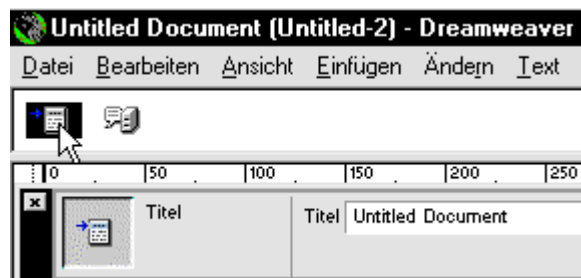 Untitled Document (Untitled-2) - Dreamweaver
Datei Bearbeiten Ansicht Einfügen Ändern Text
0 50 100 150 200 250
Titel Titel Untitled Document